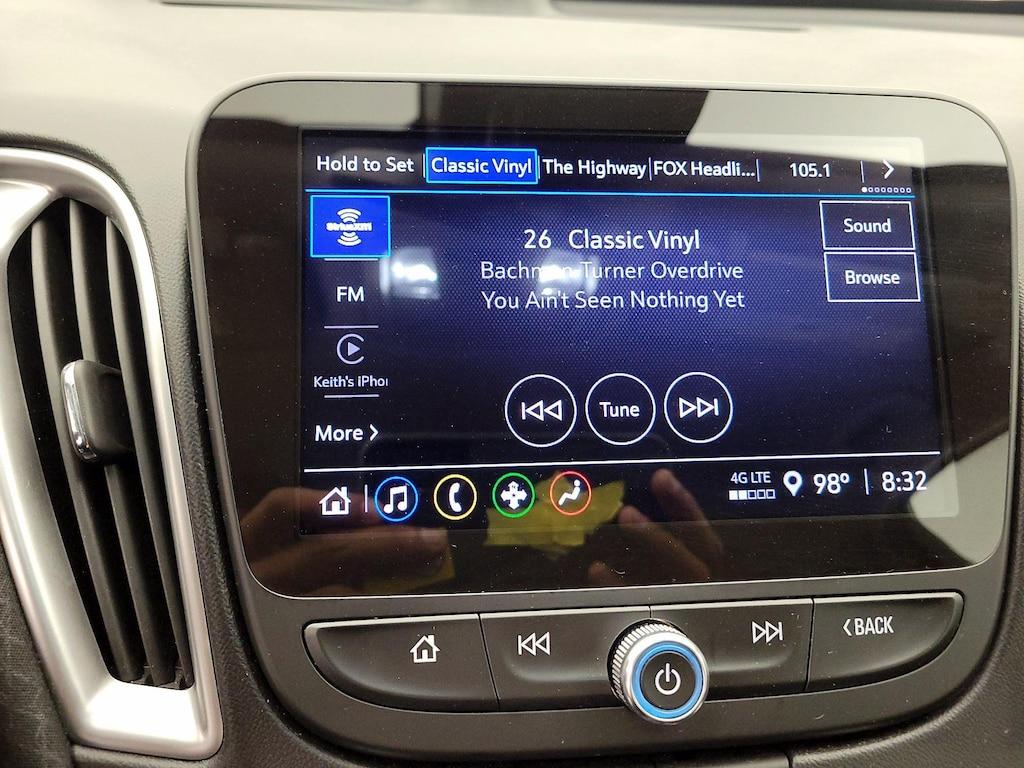 Hold to Set
Classic Vinyl
The Highway
FOX Headli...
105.1
SiriusXM
26 Classic Vinyl
Sound
Bachman Turner Overdrive
FM
Browse
You Ain't Seen Nothing Yet
Keith's iPho
Tune
More
4G LTE
98° 8:32
BACK